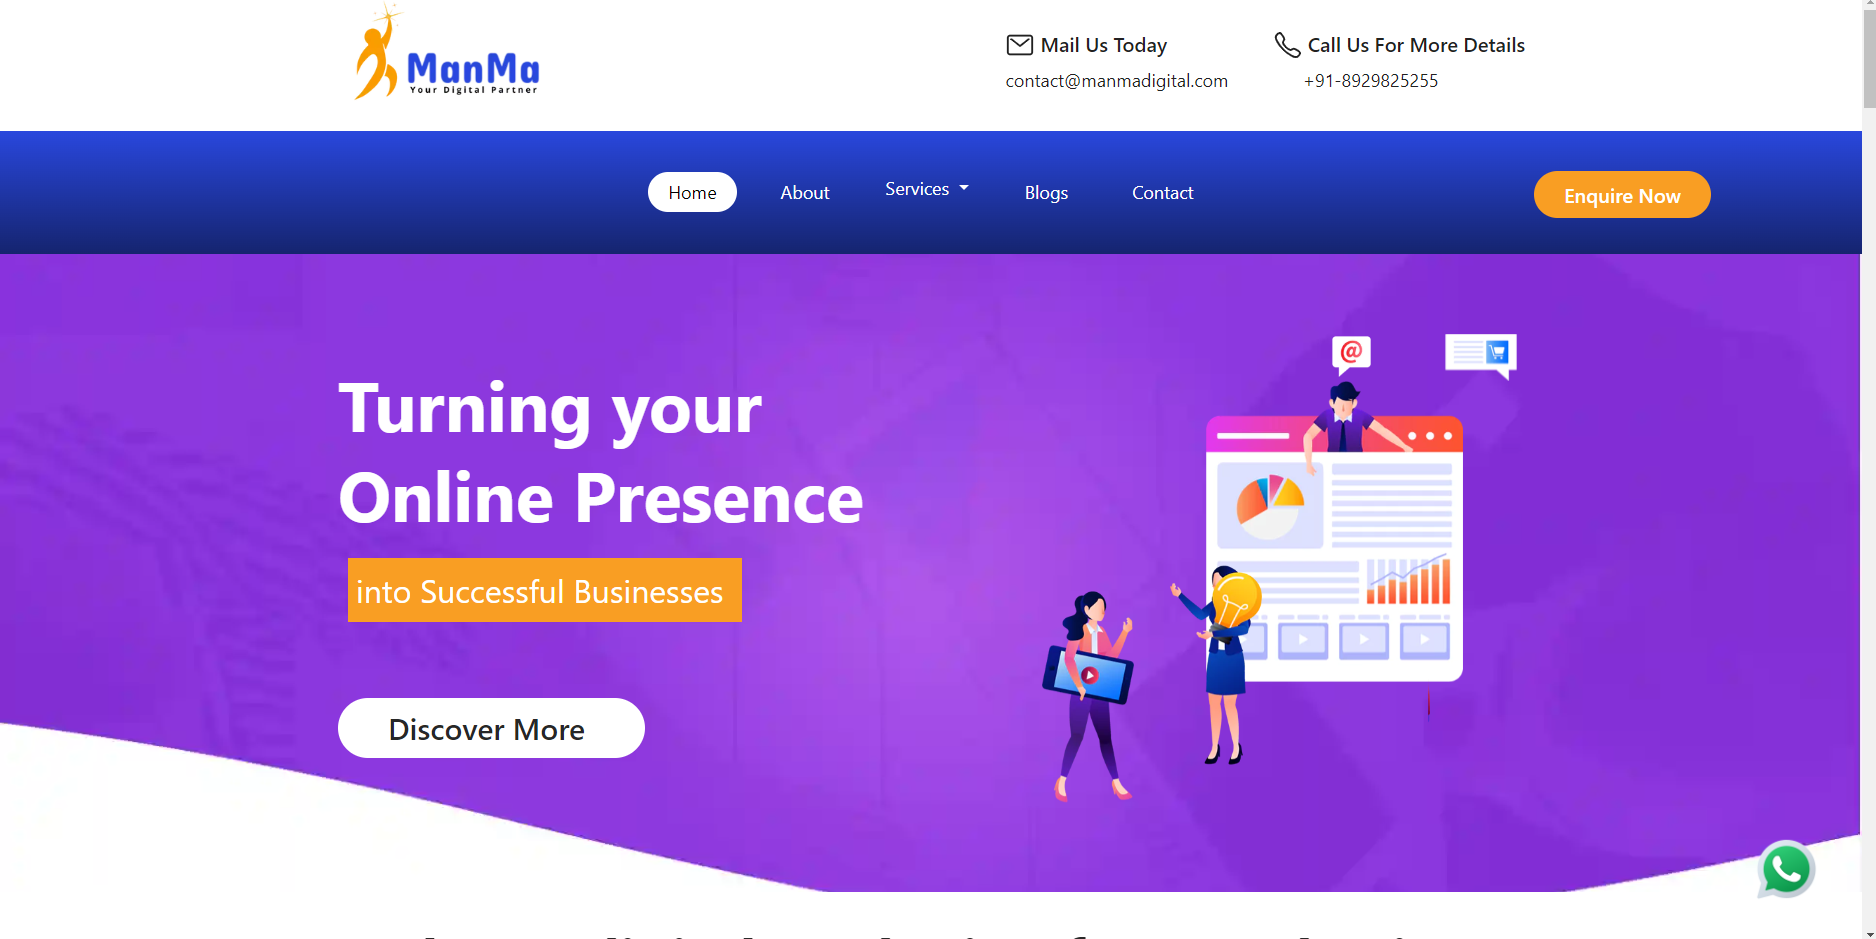 ManMa
Your Digital Partner
Mail Us Today
contact@manmadigital.com
Call Us For More Details
+91-8929825255
Home
About
Services
Blogs
Contact
Enquire Now
Turning your
Online Presence
into Successful Businesses
Discover More
@